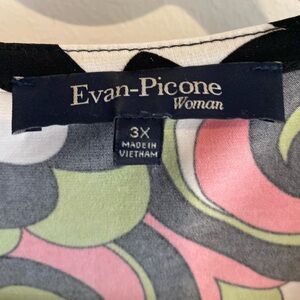 Evan-Picone
Woman
3X
MADE IN
VIETNAM